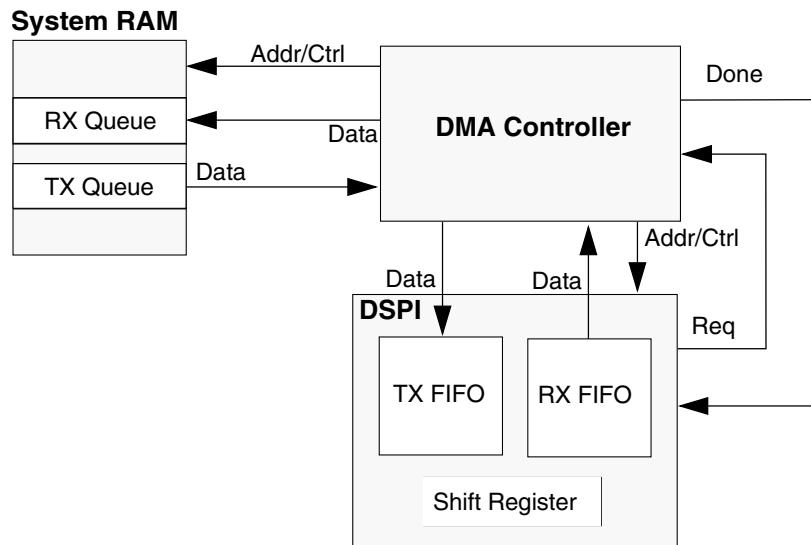 System RAM
Addr/Ctrl
Done
RX Queue
Data
DMA Controller
TX Queue
Data
Addr/Ctrl
Data
Data
DSPI
Req
TX FIFO
RX FIFO
Shift Register